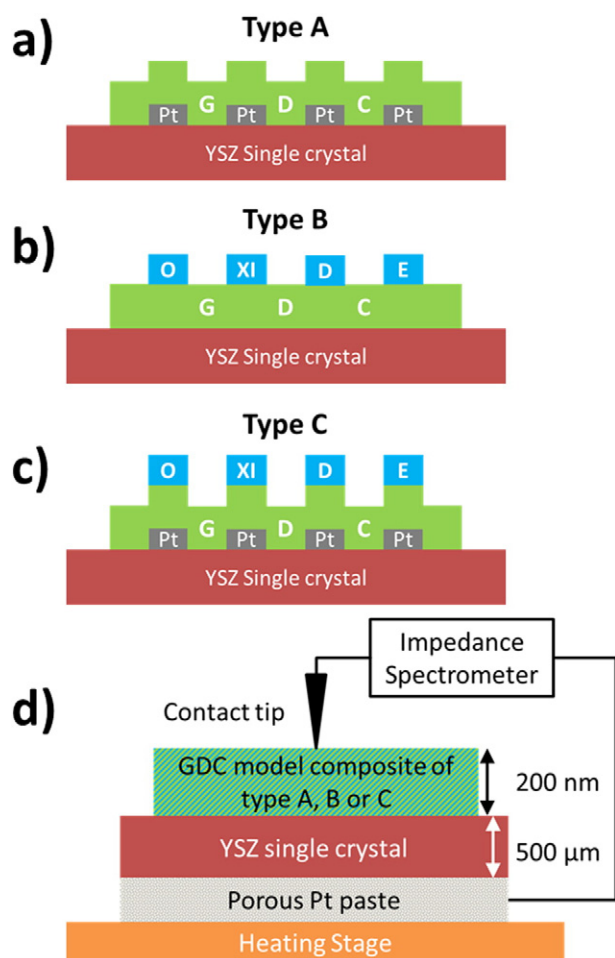 a)
Type A
G D C
Pt Pt Pt Pt
YSZ Single crystal
b)
Type B
O XI D E
G D C
YSZ Single crystal
c)
Type C
O XI D E
G D C
Pt Pt Pt Pt
YSZ Single crystal
d)
Impedance
Spectrometer
Contact tip
GDC model composite of
type A, B or C
200 nm
YSZ single crystal
500 μm
Porous Pt paste
Heating Stage